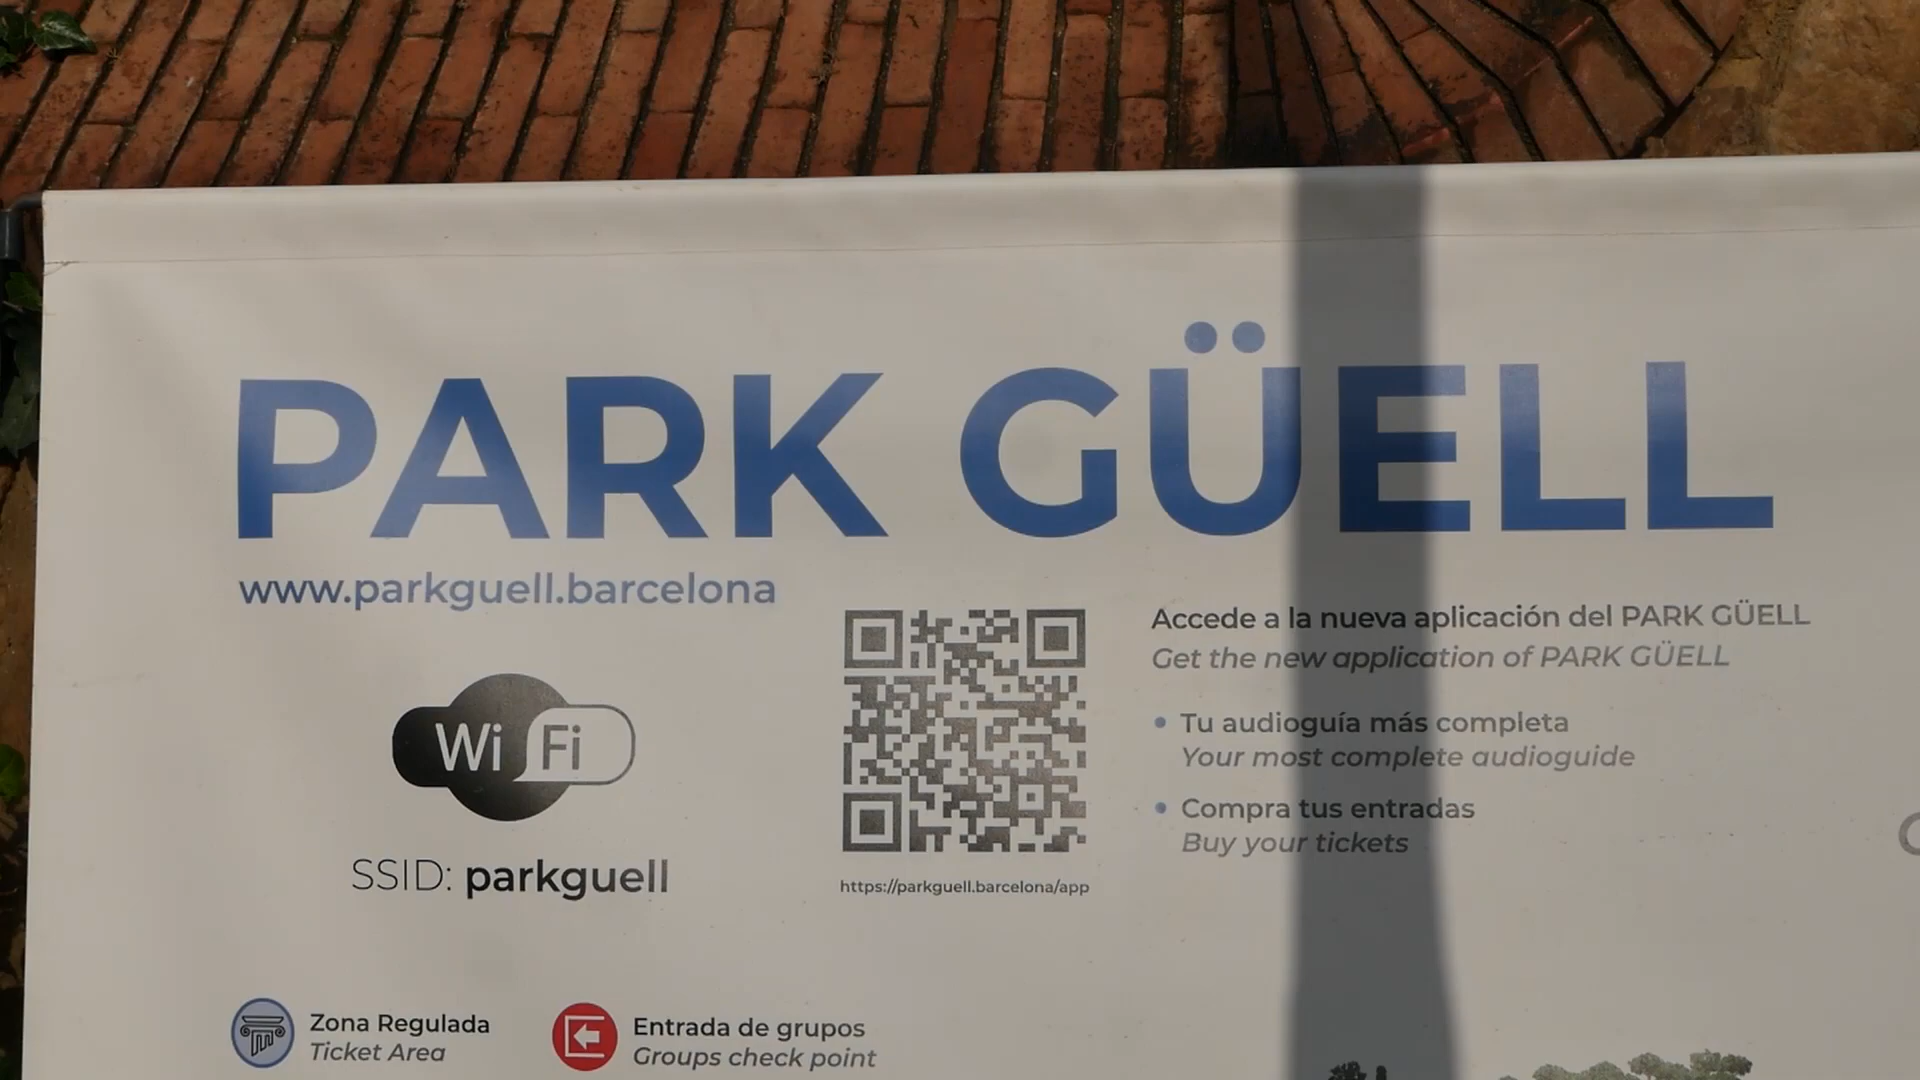 PARK GÜELL
www.parkguell.barcelona
WiFi
SSID: parkguell
https://parkguell.barcelona/app
Accede a la nueva aplicación del PARK GÜELL
Get the new application of PARK GÜELL
• Tu audioguía más completa
Your most complete audioguide
• Compra tus entradas
Buy your tickets
Zona Regulada
Ticket Area
Entrada de grupos
Groups check point